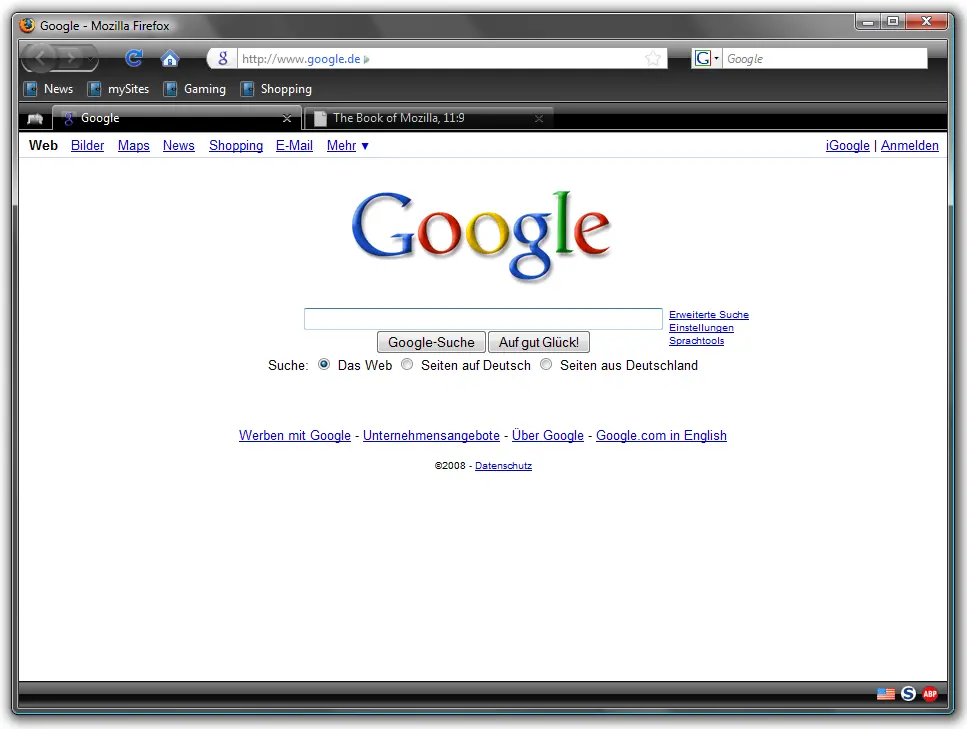 Google - Mozilla Firefox
http://www.google.de
Google
News mySites Gaming Shopping
Google The Book of Mozilla, 11:9
Web Bilder Maps News Shopping E-Mail Mehr ▼ iGoogle | Anmelden
Google
Erweiterte Suche
Einstellungen
Sprachtools
Google-Suche Auf gut Glück!
Suche: Das Web Seiten auf Deutsch Seiten aus Deutschland
Werben mit Google - Unternehmensangebote - Über Google - Google.com in English
©2008 - Datenschutz
S ABP